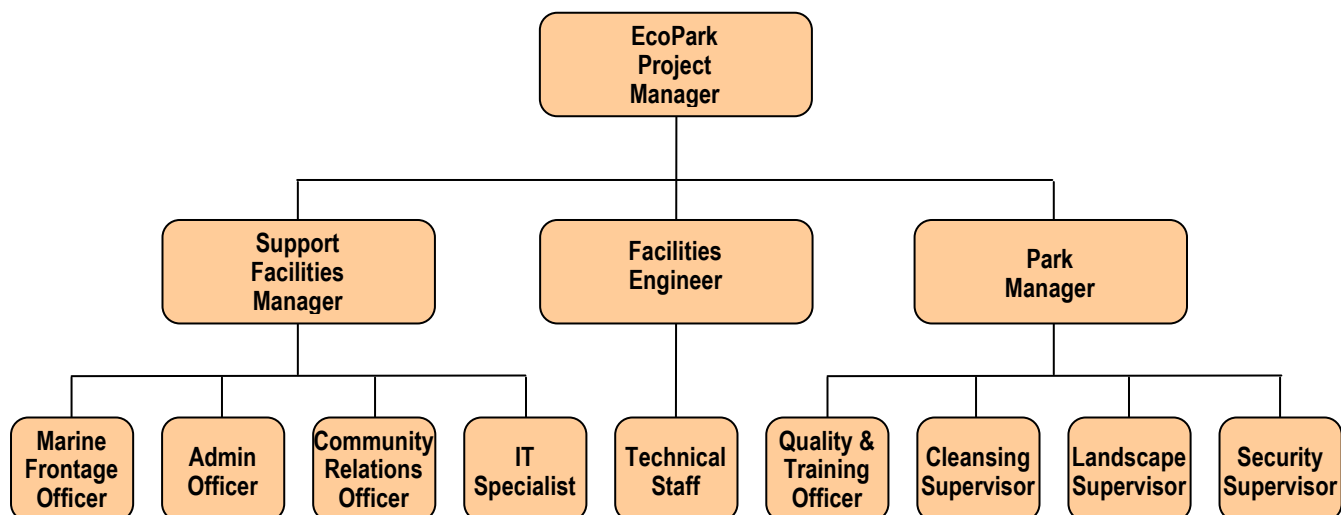 EcoPark
Project
Manager
Support
Facilities
Manager
Facilities
Engineer
Park
Manager
Marine
Frontage
Officer
Admin
Officer
Community
Relations
Officer
IT
Specialist
Technical
Staff
Quality &
Training
Officer
Cleansing
Supervisor
Landscape
Supervisor
Security
Supervisor